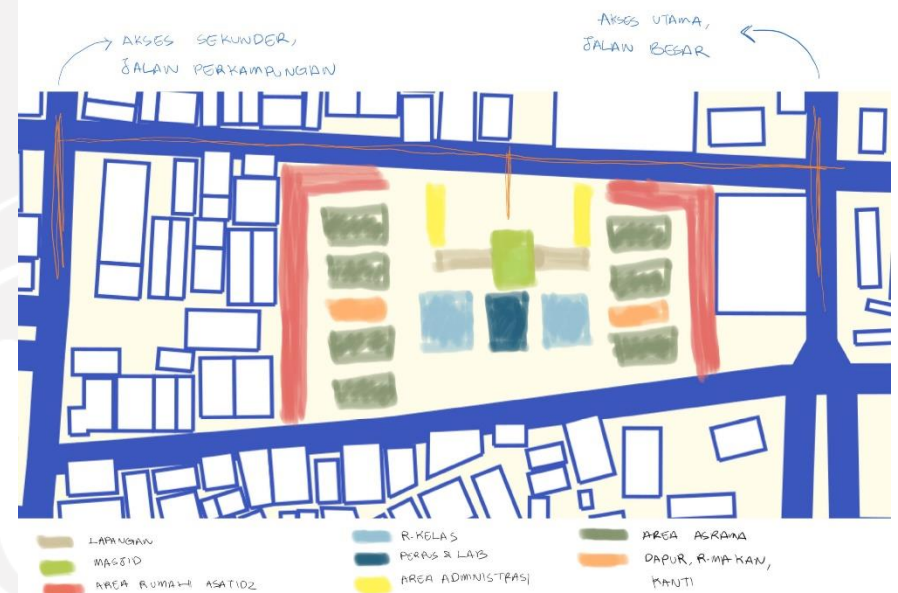 AKSES SEKUNDER,
JALAN PERKAMPUNGAN
AKSES UTAMA,
JALAN BESAR
LAPANGAN
MASJID
AREA RUMAH ASATIDZ
R.KELAS
PERPUS & LAB
AREA ADMINISTRASI
AREA ASRAMA
DAPUR, R.MAKAN,
KANTI